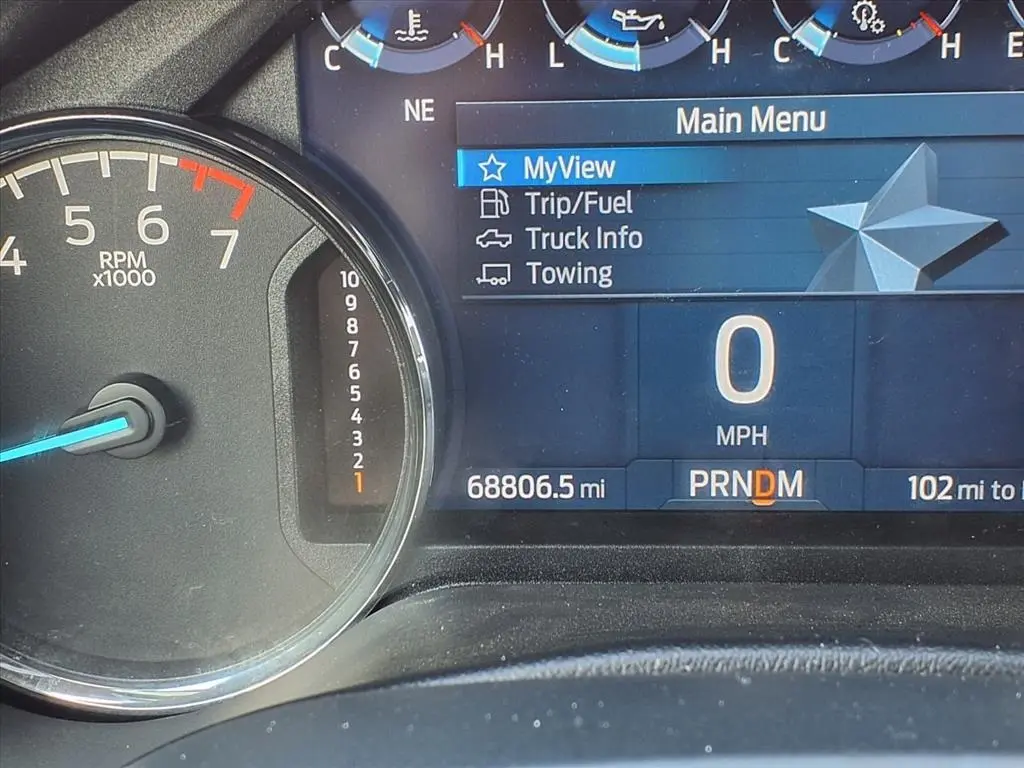 C H L H C H E
NE
Main Menu
MyView
Trip/Fuel
Truck Info
Towing
4 5 6 7
RPM
x1000
10
9
8
7
6
5
4
3
2
1
0
MPH
68806.5 mi
PRNDM
102 mi to